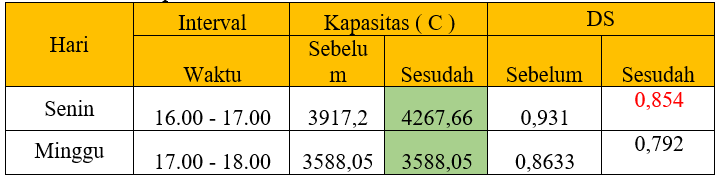 Hari Interval Kapasitas ( C ) DS
Waktu Sebelu
m Sesudah Sebelum Sesudah
Senin 16.00 - 17.00 3917,2 4267,66 0,931 0,854
Minggu 17.00 - 18.00 3588,05 3588,05 0,8633 0,792